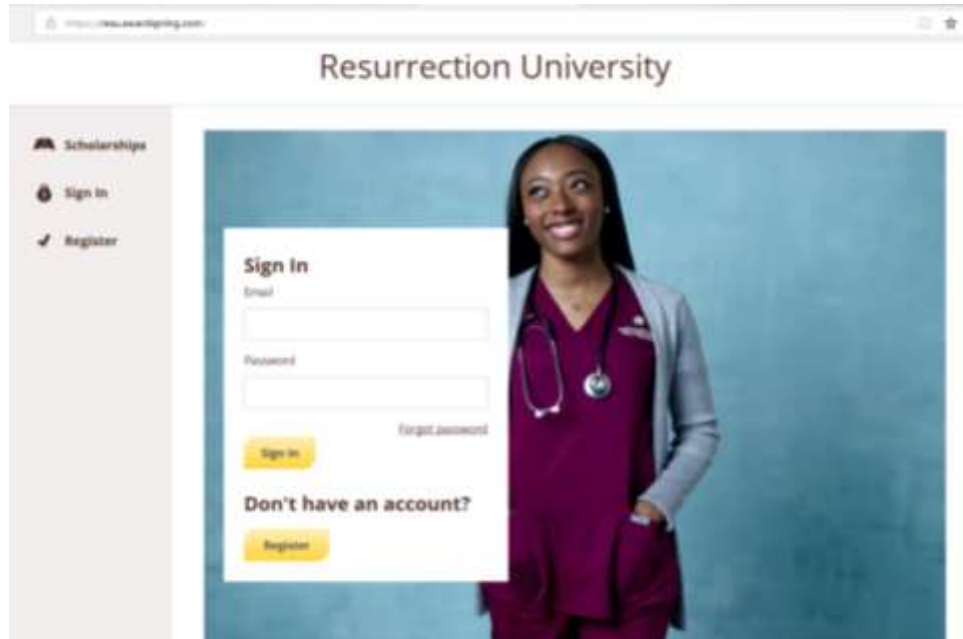 Resurrection University
Scholarships
Sign In
Register
Sign In
Email
Password
Forgot password
Sign In
Don't have an account?
Register